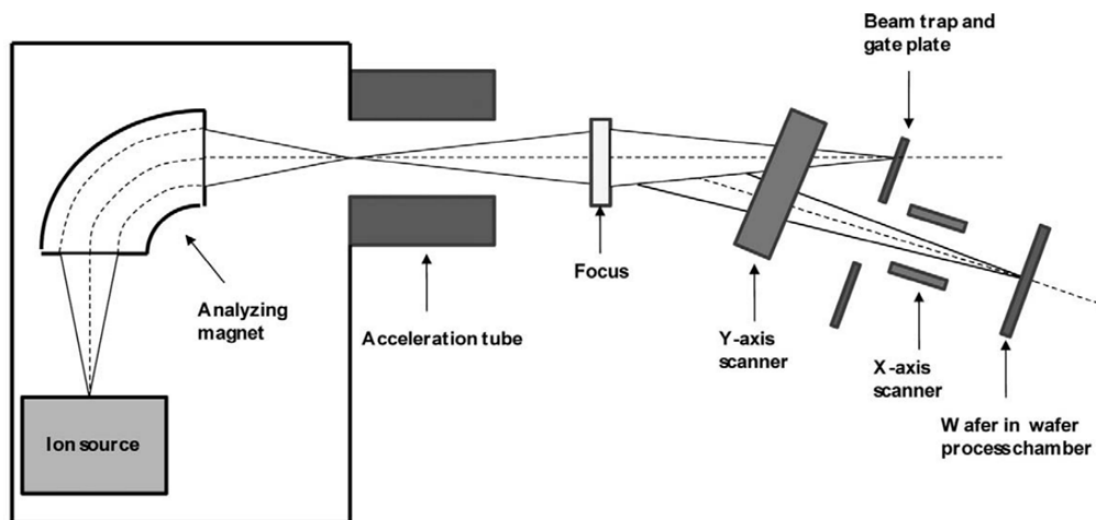 Beam trap and
gate plate
Focus
Analyzing
magnet
Acceleration tube
Y-axis
scanner
X-axis
scanner
Ion source
Wafer in wafer
processchamber